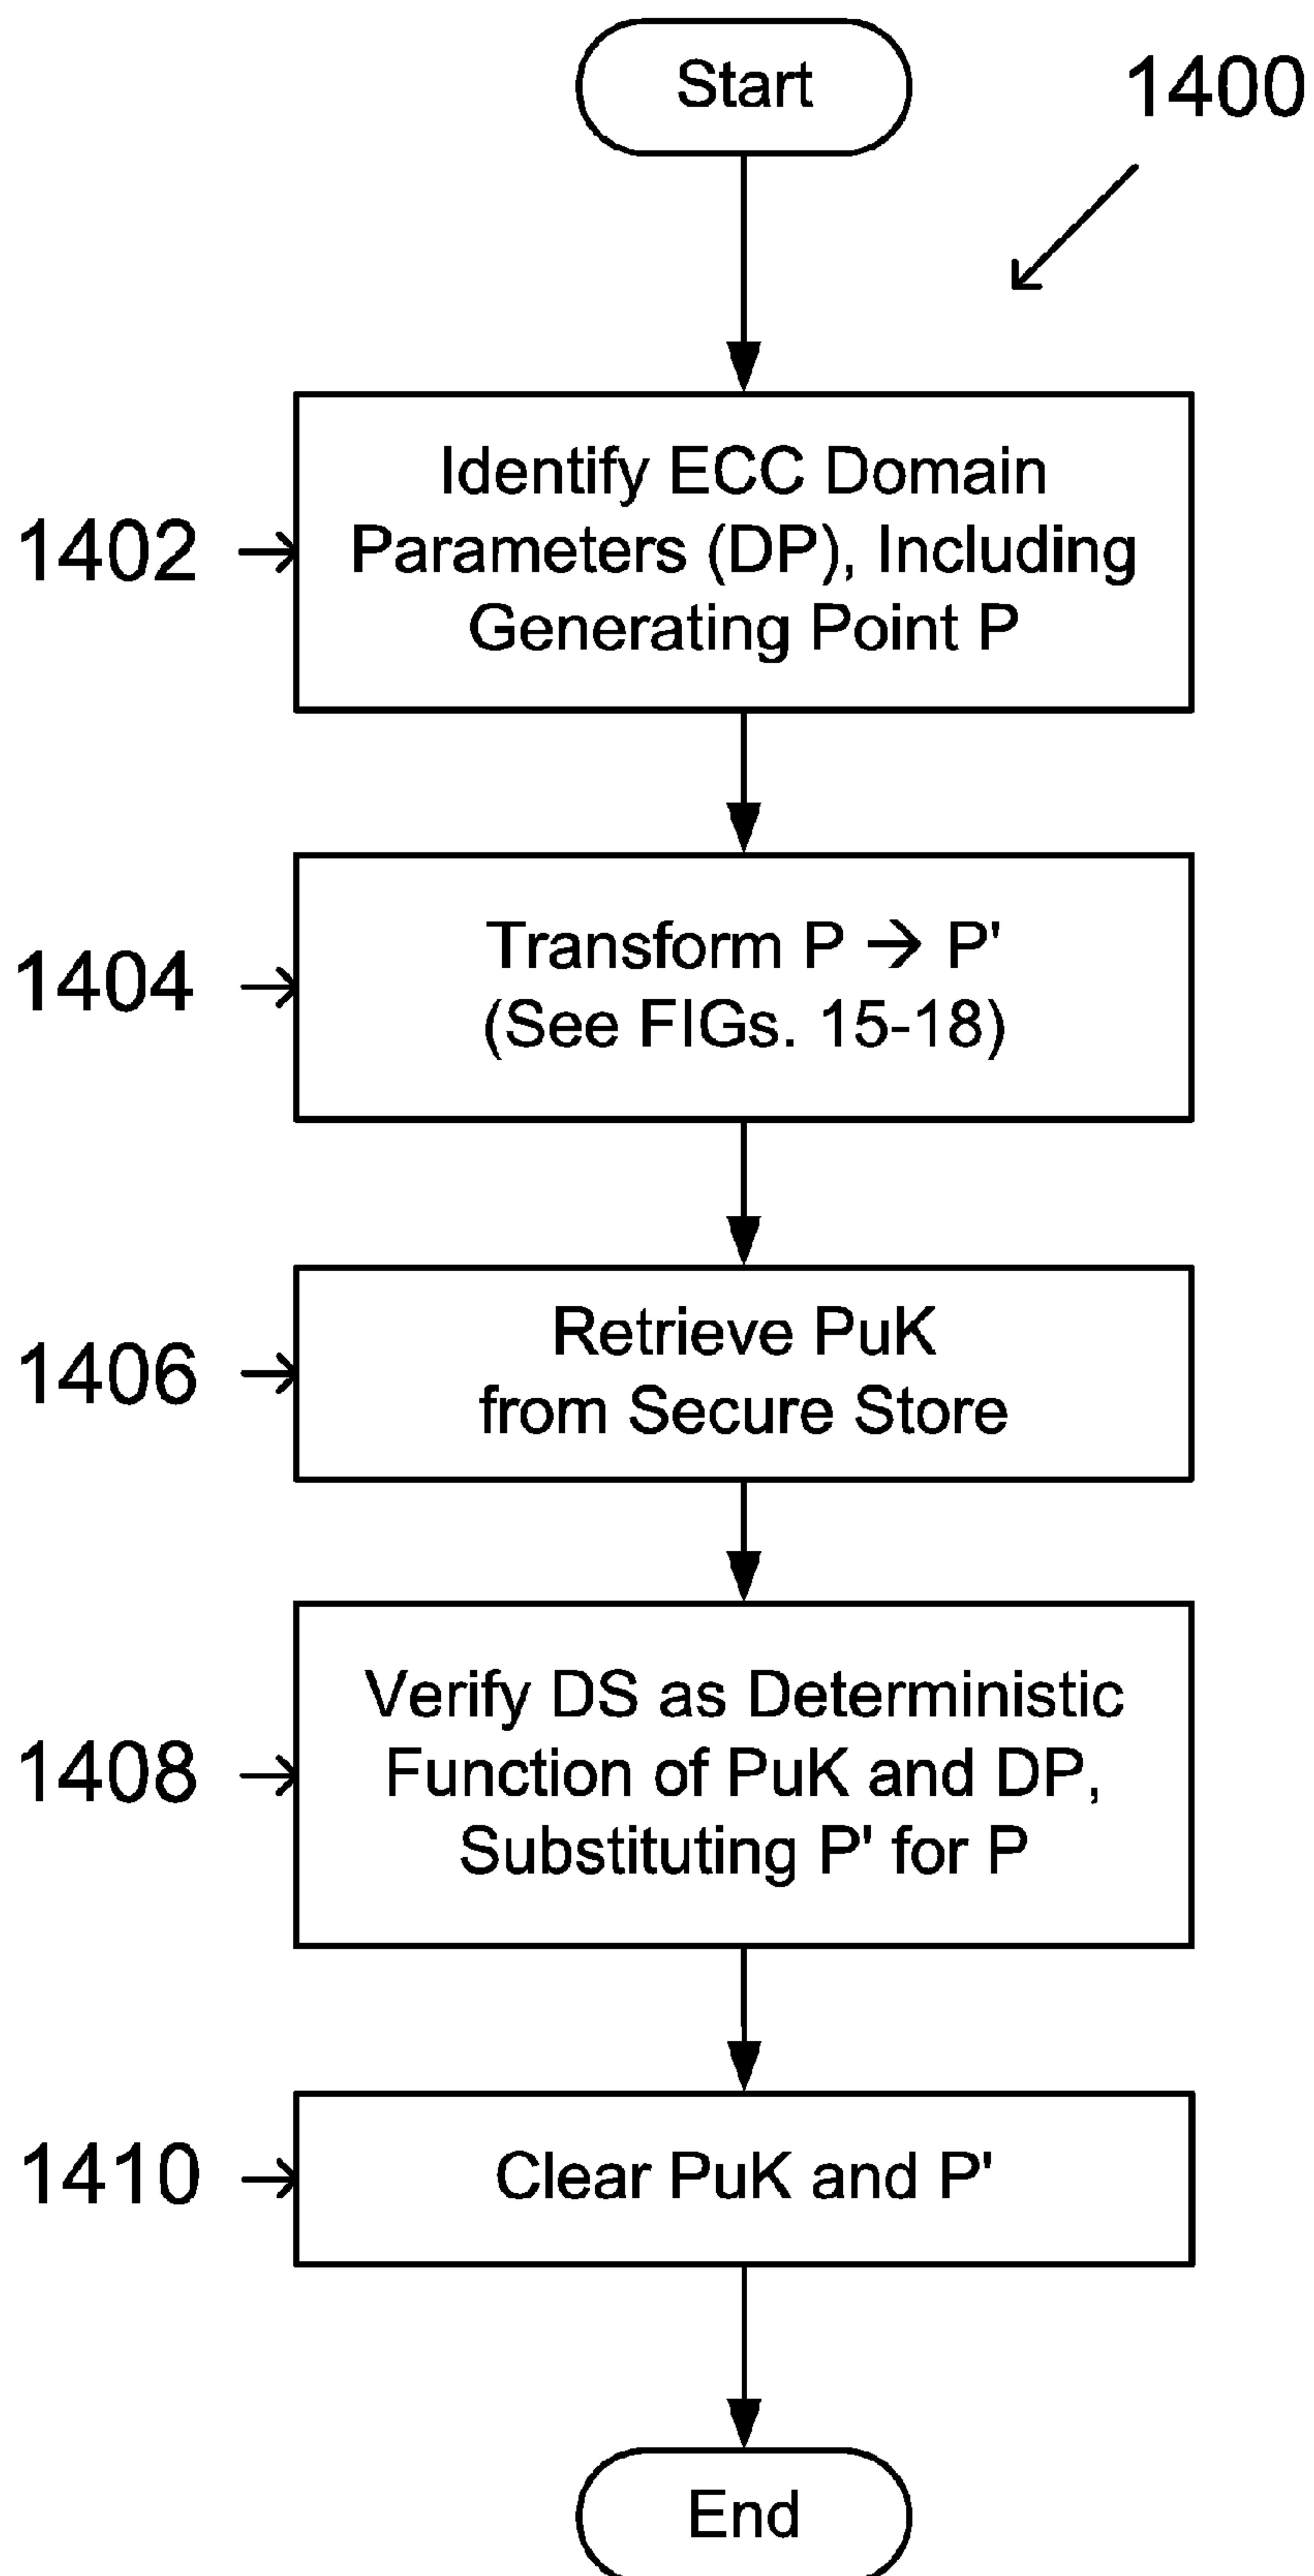 Start
1400
Identify ECC Domain
Parameters (DP), Including
Generating Point P
1402
Transform P → P'
(See FIGs. 15-18)
1404
Retrieve PuK
from Secure Store
1406
Verify DS as Deterministic
Function of PuK and DP,
Substituting P' for P
1408
Clear PuK and P'
1410
End